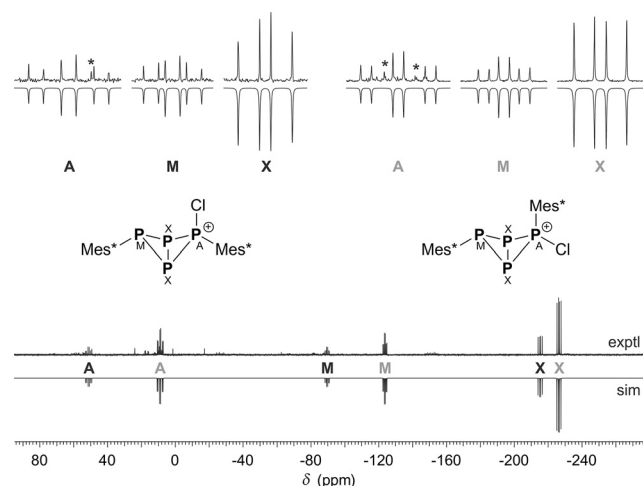 * * *
A M X A M X
Cl Mes*
P P X P A ⊕ P P X P A ⊕
Mes* M Mes* Mes* M Cl
P P
X X
exptl
A A M M X X
sim
80 40 0 -40 -80 -120 -160 -200 -240
δ (ppm)